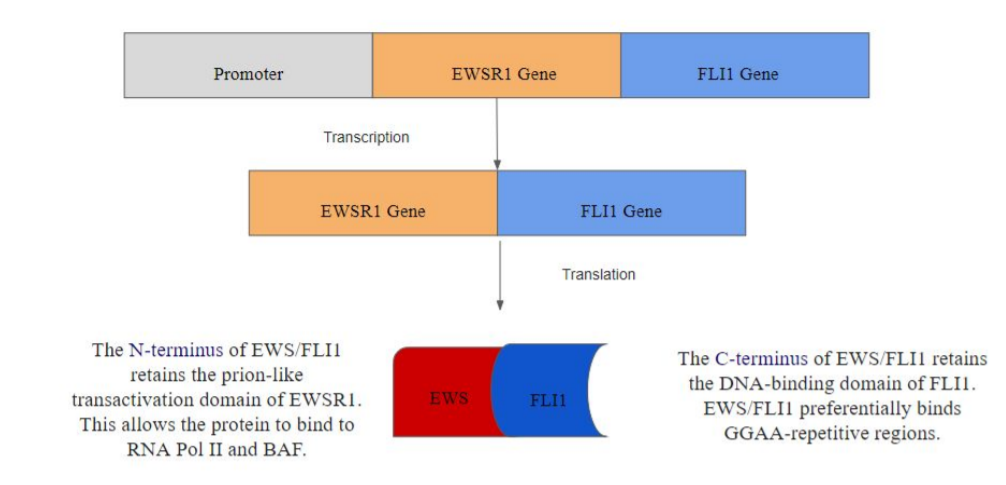 Promoter
EWSR1 Gene
FLI1 Gene
Transcription
EWSR1 Gene
FLI1 Gene
Translation
The N-terminus of EWS/FLI1
retains the prion-like
transactivation domain of EWSR1.
This allows the protein to bind to
RNA Pol II and BAF.
EWS
FLI1
The C-terminus of EWS/FLI1 retains
the DNA-binding domain of FLI1.
EWS/FLI1 preferentially binds
GGAA-repetitive regions.